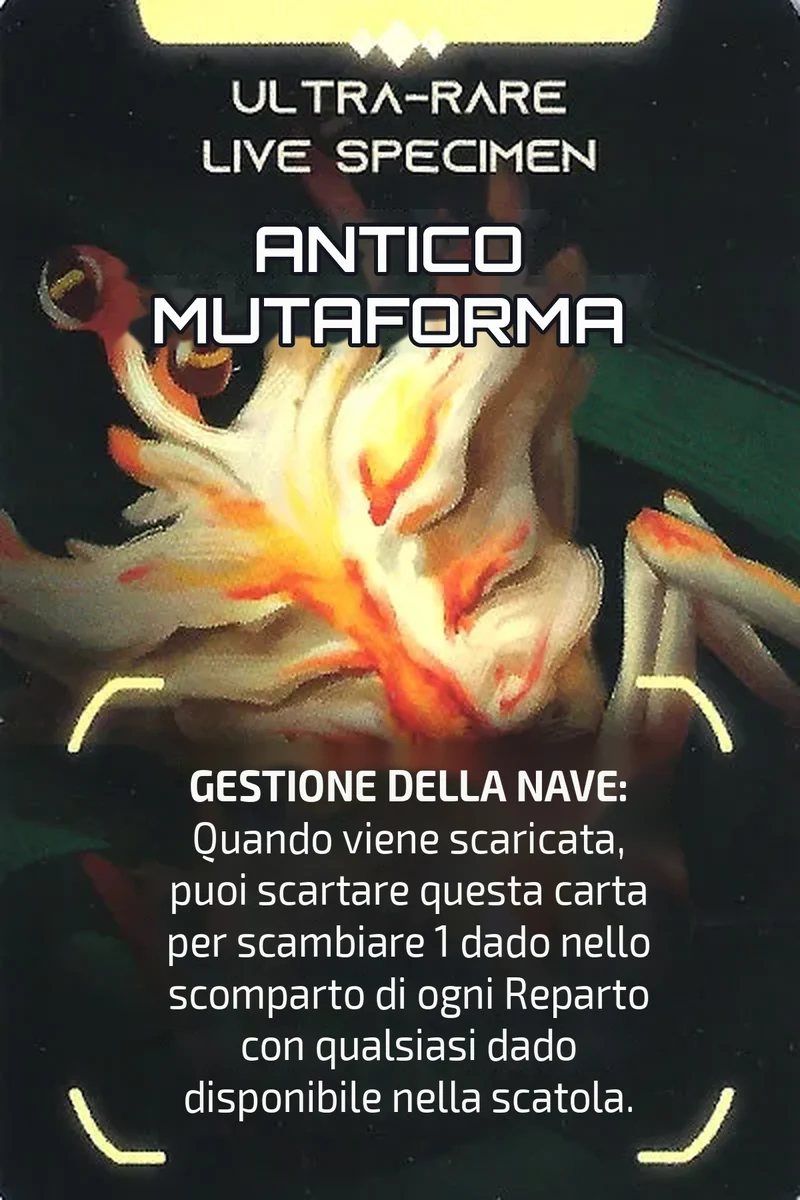 ULTRA-RARE
LIVE SPECIMEN
ANTICO
MUTAFORMA
GESTIONE DELLA NAVE:
Quando viene scaricata,
puoi scartare questa carta
per scambiare 1 dado nello
scomparto di ogni Reparto
con qualsiasi dado
disponibile nella scatola.